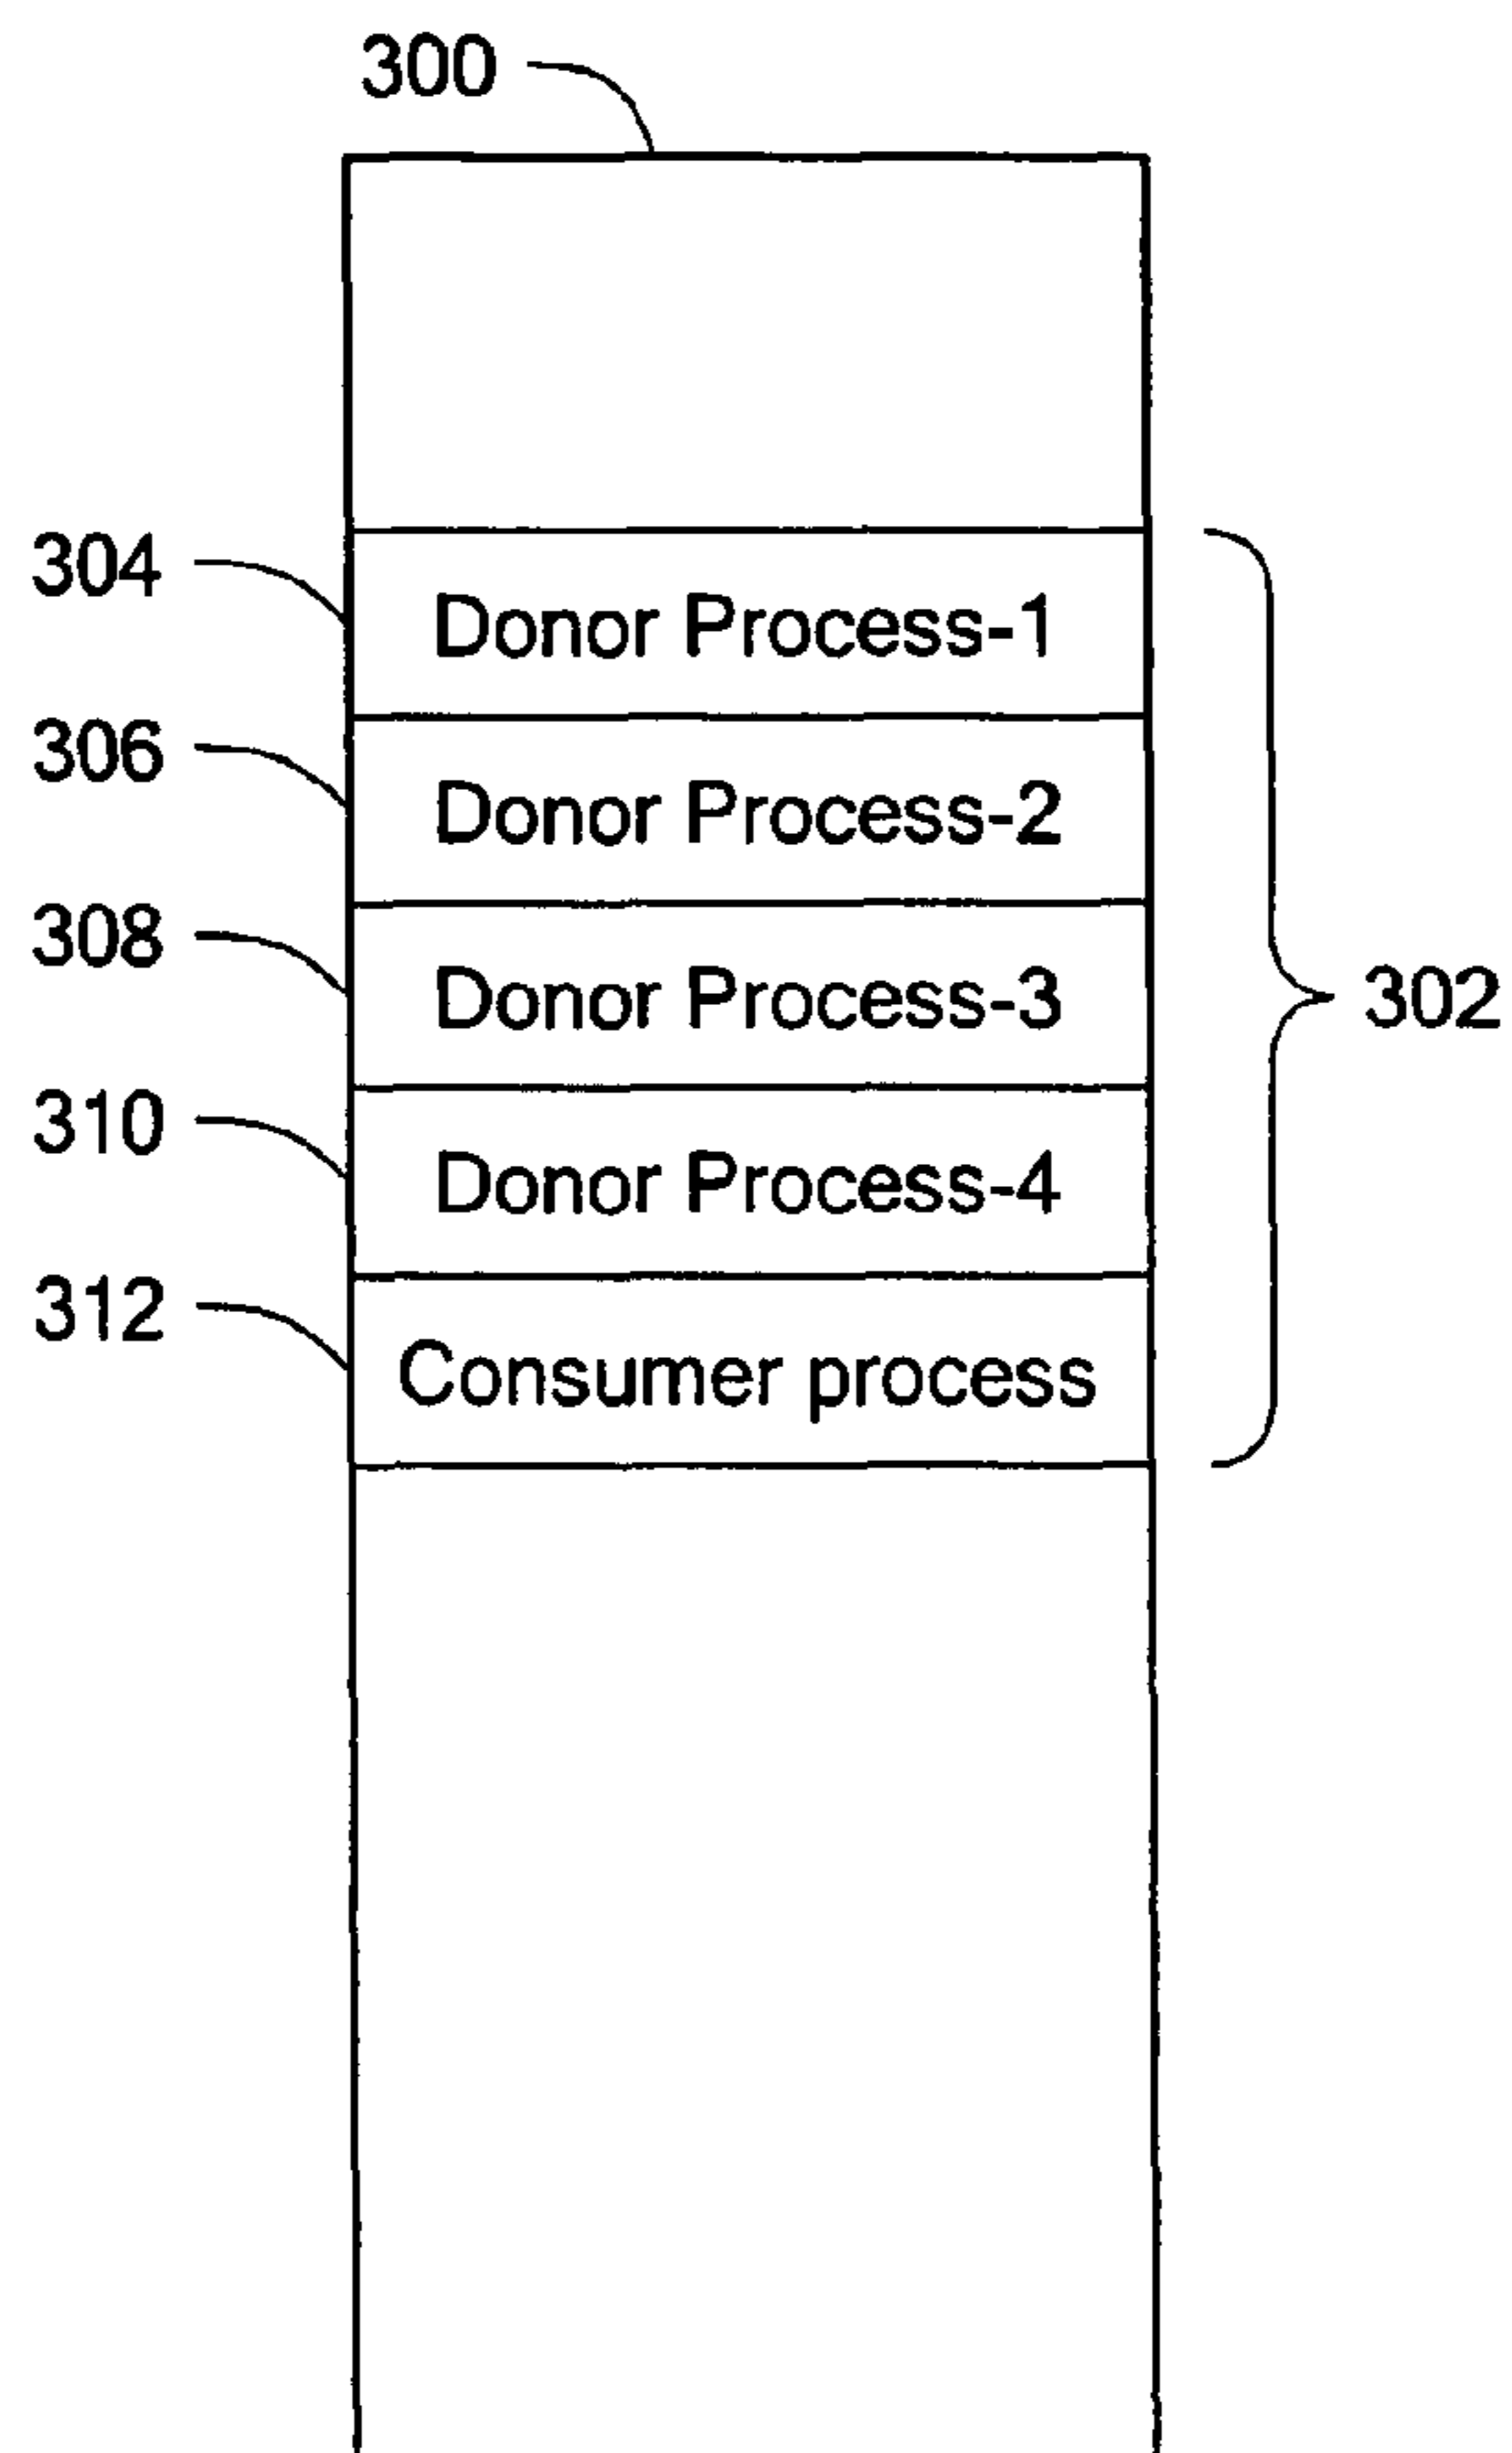 300
304 Donor Process-1
306 Donor Process-2
308 Donor Process-3
302
310 Donor Process-4
312 Consumer process